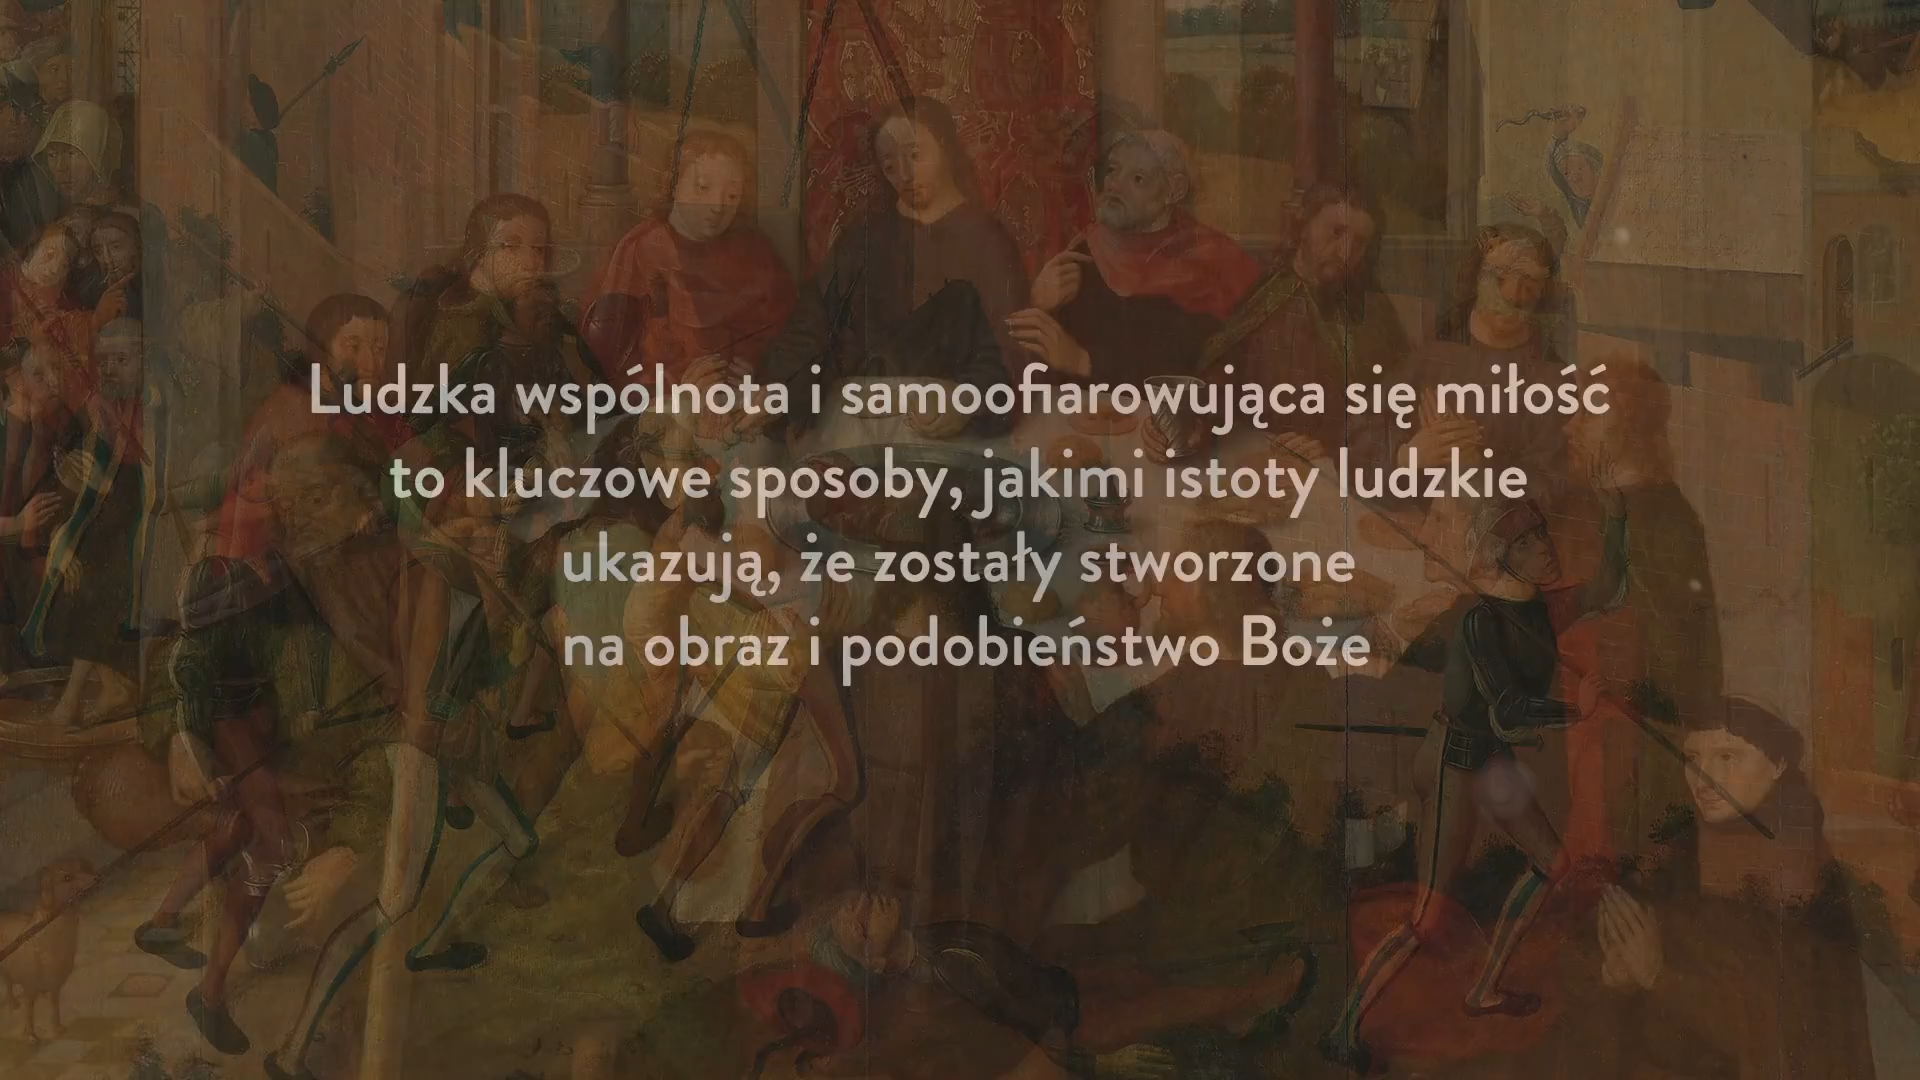 Ludzka wspólnota i samoofiarowująca się miłość
to kluczowe sposoby, jakimi istoty ludzkie
ukazują, że zostały stworzone
na obraz i podobieństwo Boże